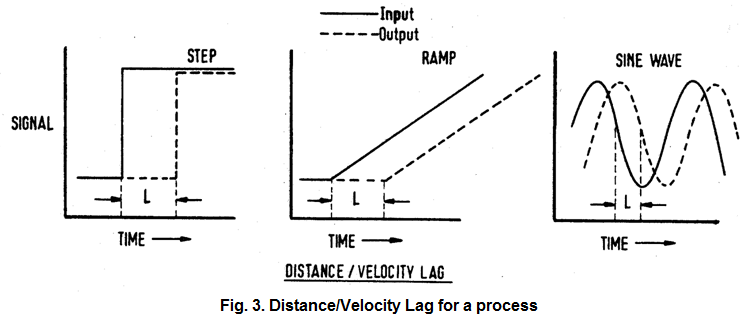 Input
Output
STEP
RAMP
SINE WAVE
SIGNAL
L
L
L
TIME
TIME
TIME
DISTANCE / VELOCITY LAG
Fig. 3. Distance/Velocity Lag for a process